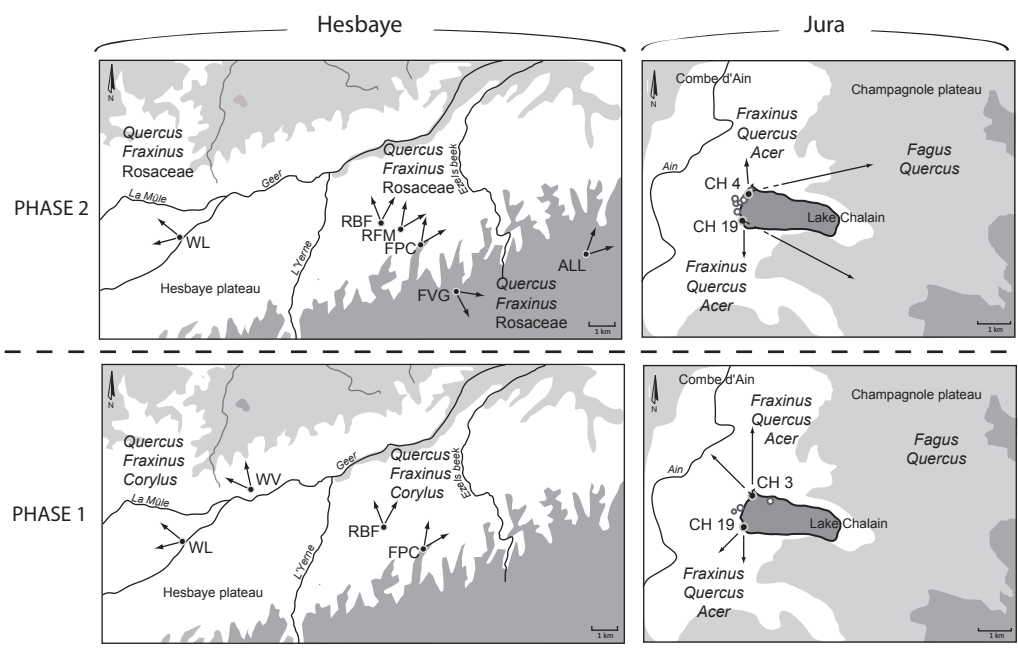 Hesbaye
Jura
PHASE 2
N
Quercus
Fraxinus
Rosaceae
La Mûle
Geer
WL
Hesbaye plateau
L'Yerne
Quercus
Fraxinus
Rosaceae
Ezelsbeek
RBF
RFM
FPC
FVG
ALL
Quercus
Fraxinus
Rosaceae
1 km
N
Combe d'Ain
Champagnole plateau
Fraxinus
Quercus
Acer
Fagus
Quercus
Ain
CH 4
CH 19
Lake Chalain
Fraxinus
Quercus
Acer
1 km
PHASE 1
N
Quercus
Fraxinus
Corylus
WV
La Mûle
Geer
WL
Hesbaye plateau
L'Yerne
Quercus
Fraxinus
Corylus
Ezelsbeek
RBF
FPC
1 km
N
Combe d'Ain
Champagnole plateau
Fraxinus
Quercus
Acer
Fagus
Quercus
Ain
CH 3
CH 19
Lake Chalain
Fraxinus
Quercus
Acer
1 km